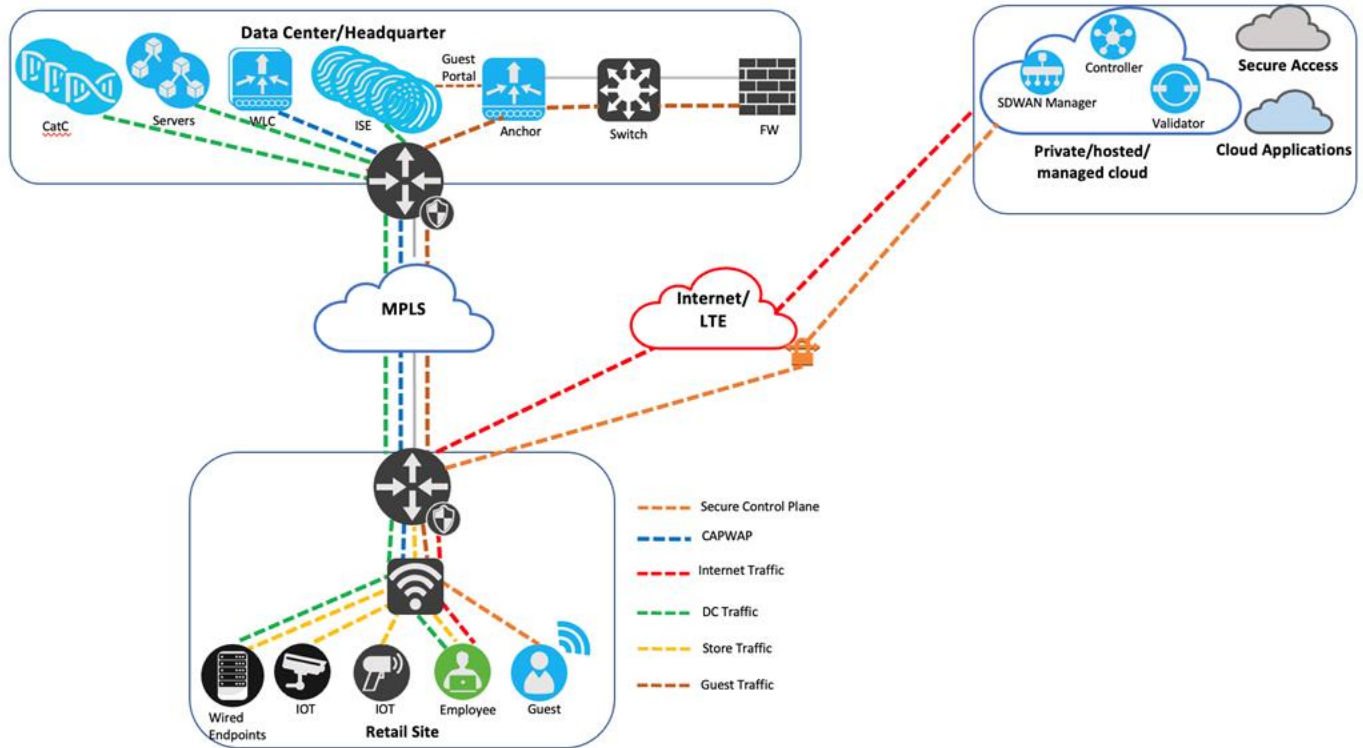 Data Center/Headquarter
Guest
Portal
CatC
Servers
WLC
ISE
Anchor
Switch
FW
Controller
SDWAN Manager
Validator
Private/hosted/
managed cloud
Secure Access
Cloud Applications
MPLS
Internet/
LTE
Secure Control Plane
CAPWAP
Internet Traffic
DC Traffic
Store Traffic
Guest Traffic
Wired
Endpoints
IOT
IOT
Employee
Guest
Retail Site